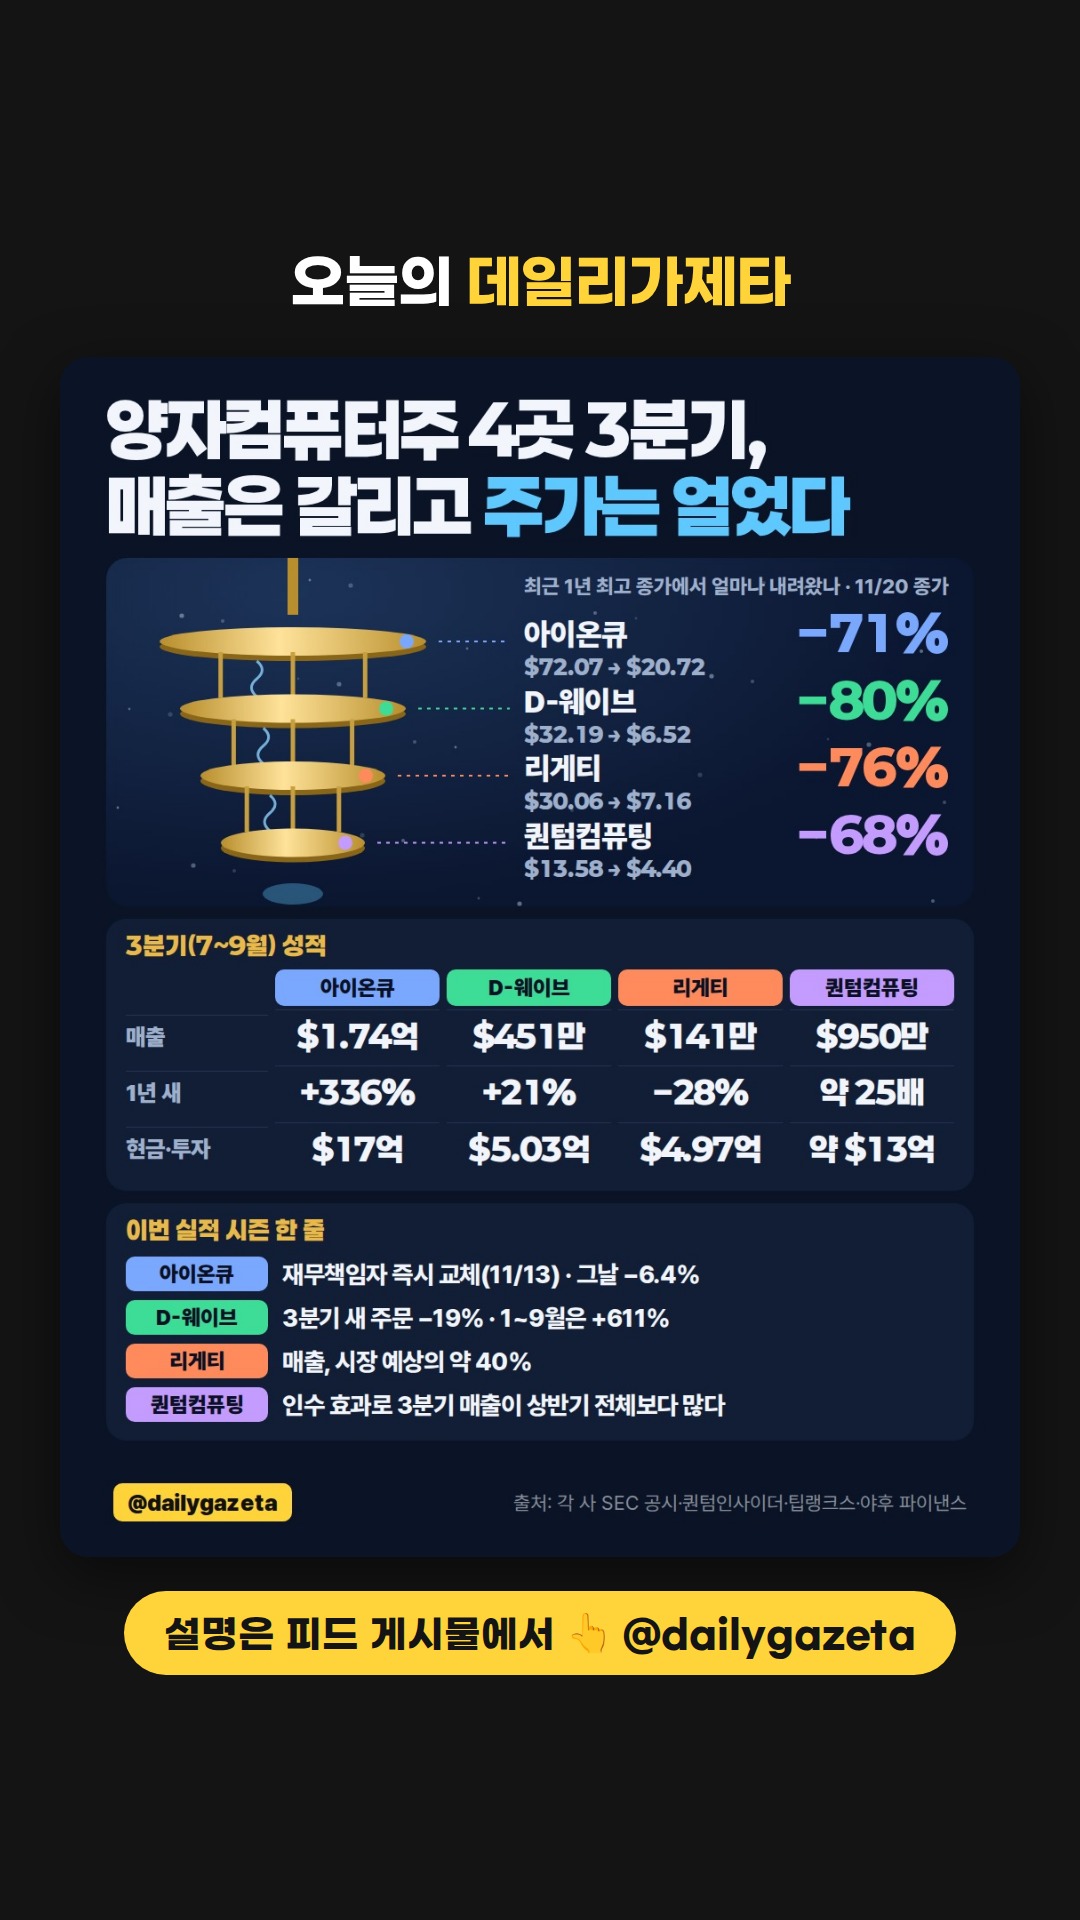 오늘의 데일리가제타
양자컴퓨터주 4곳 3분기,
매출은 갈리고 주가는 얼었다
최근 1년 최고 종가에서 얼마나 내려왔나 · 11/20 종가
아이온큐 −71%
$72.07 → $20.72
D-웨이브 −80%
$32.19 → $6.52
리게티 −76%
$30.06 → $7.16
퀀텀컴퓨팅 −68%
$13.58 → $4.40
3분기(7~9월) 성적
아이온큐 D-웨이브 리게티 퀀텀컴퓨팅
매출 $1.74억 $451만 $141만 $950만
1년 새 +336% +21% −28% 약 25배
현금·투자 $17억 $5.03억 $4.97억 약 $13억
이번 실적 시즌 한 줄
아이온큐 재무책임자 즉시 교체(11/13) · 그날 −6.4%
D-웨이브 3분기 새 주문 −19% · 1~9월은 +611%
리게티 매출, 시장 예상의 약 40%
퀀텀컴퓨팅 인수 효과로 3분기 매출이 상반기 전체보다 많다
@dailygazeta 출처: 각 사 SEC 공시·퀀텀인사이더·팁랭크스·야후 파이낸스
설명은 피드 게시물에서 👆 @dailygazeta